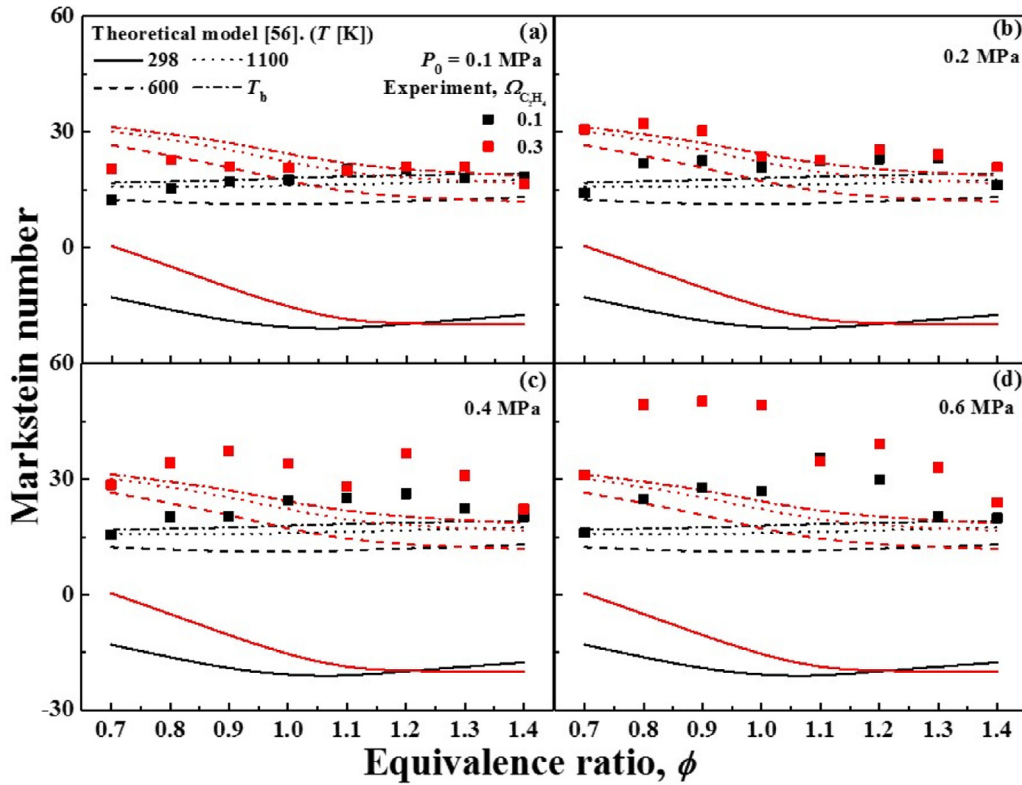 60
30
0
60
30
0
-30
Markstein number
Theoretical model [56]. (T [K])
298
1100
600
T_b
(a)
P_0 = 0.1 MPa
Experiment, Ω_C₂H₄
0.1
0.3
(b)
0.2 MPa
(c)
0.4 MPa
(d)
0.6 MPa
0.7 0.8 0.9 1.0 1.1 1.2 1.3 1.4
0.7 0.8 0.9 1.0 1.1 1.2 1.3 1.4
Equivalence ratio, ϕ